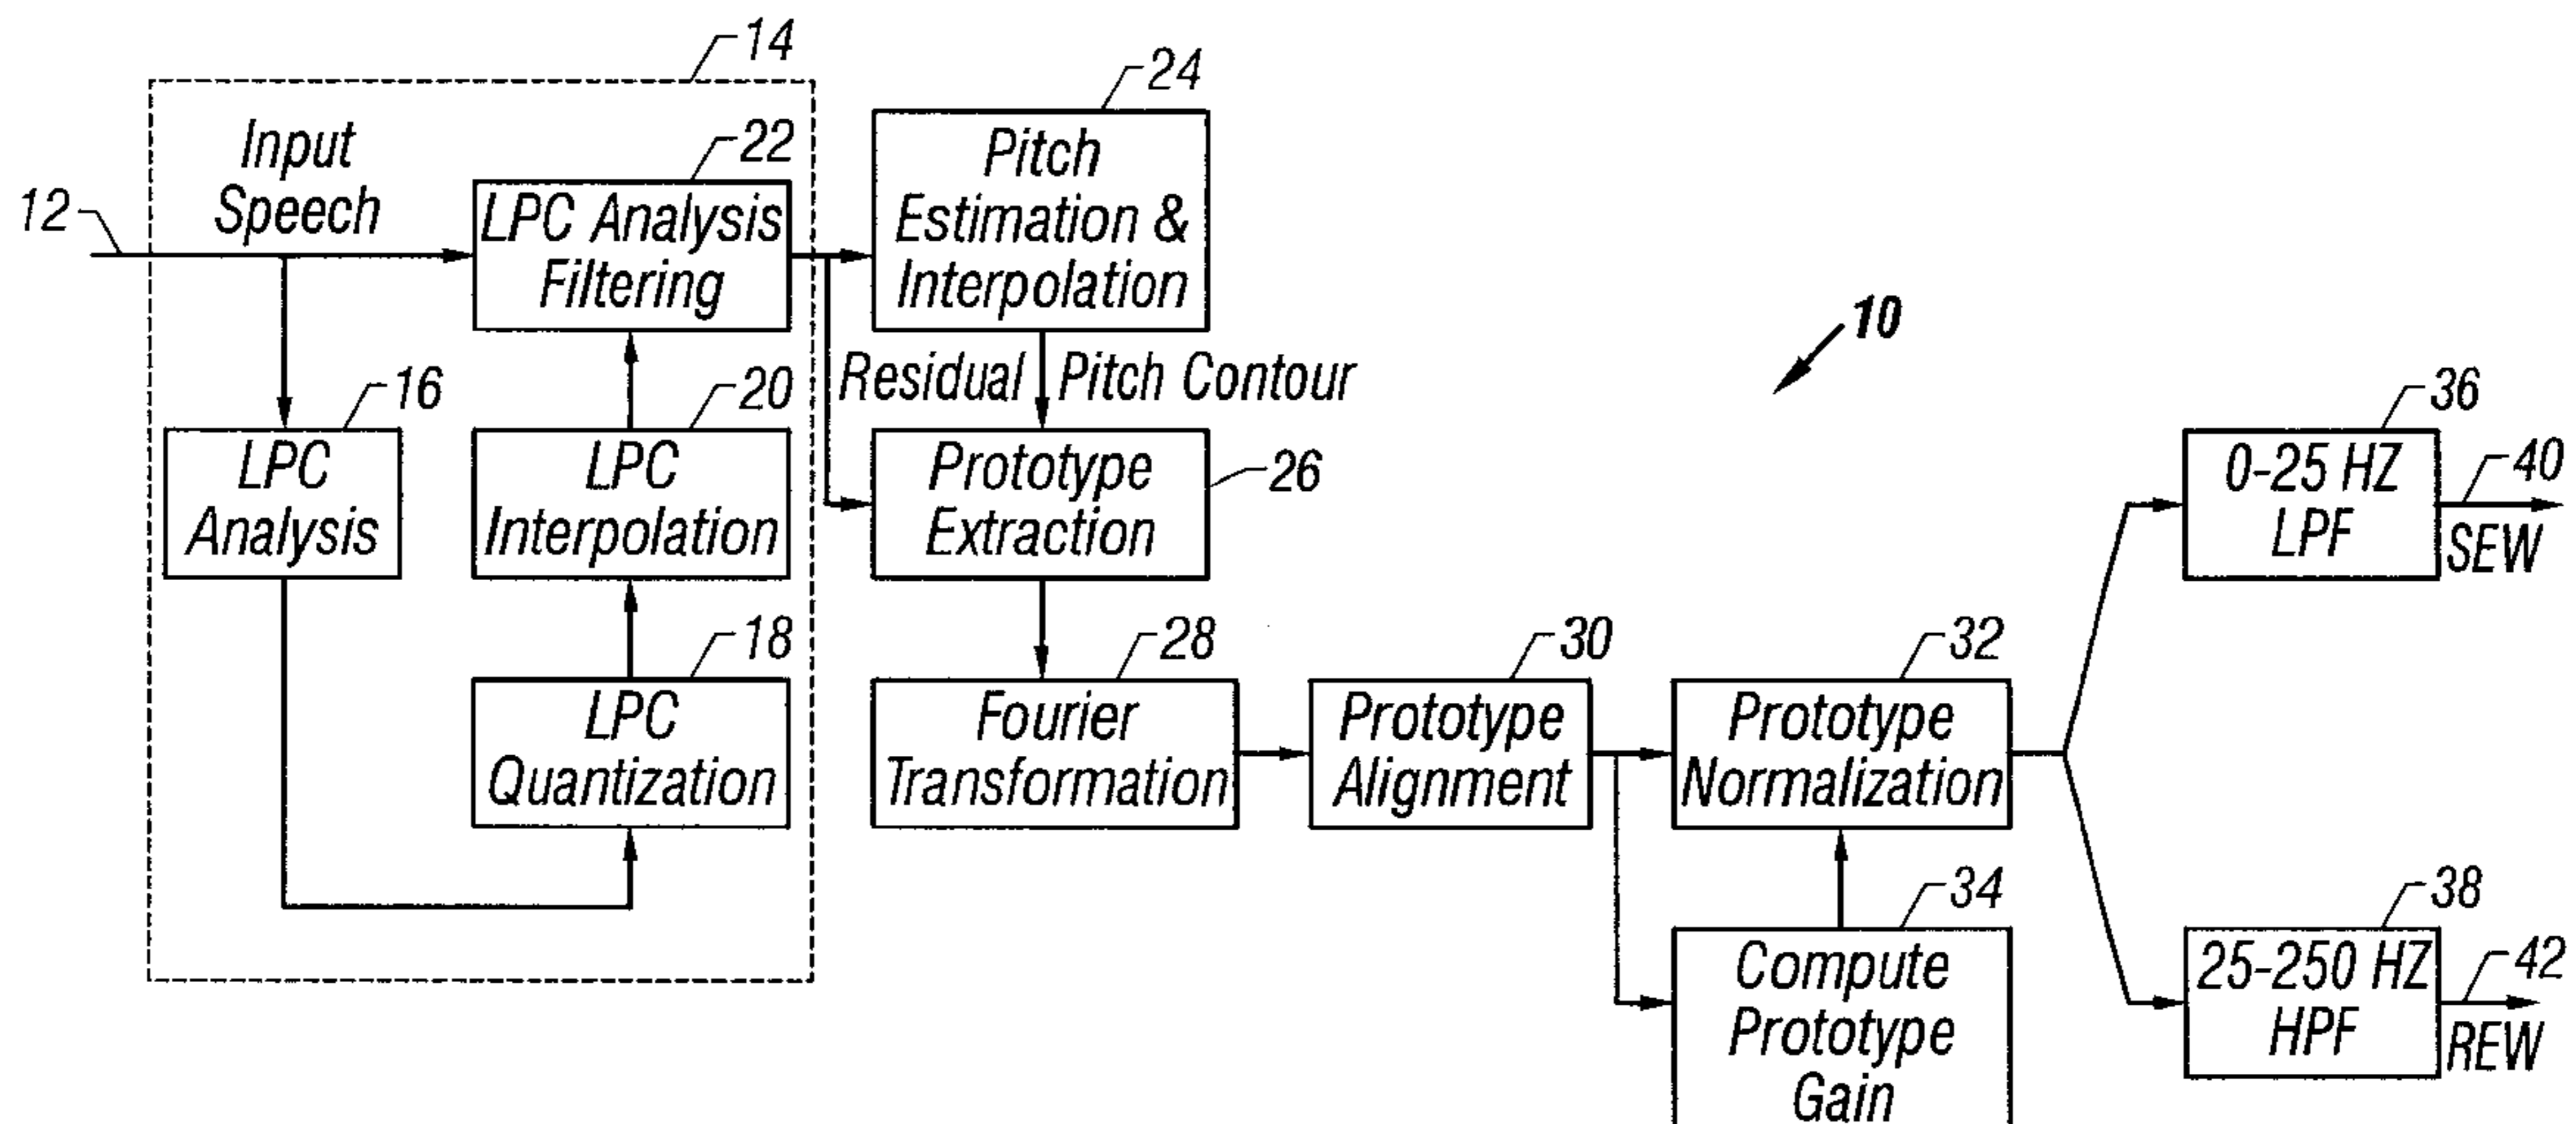 14
24
Input
Speech
22
Pitch
Estimation &
Interpolation
12
LPC Analysis
Filtering
10
Residual
Pitch Contour
16
20
36
LPC
Analysis
LPC
Interpolation
Prototype
Extraction
26
0-25 HZ
LPF
40
SEW
18
28
30
32
LPC
Quantization
Fourier
Transformation
Prototype
Alignment
Prototype
Normalization
34
38
Compute
Prototype
Gain
25-250 HZ
HPF
42
REW